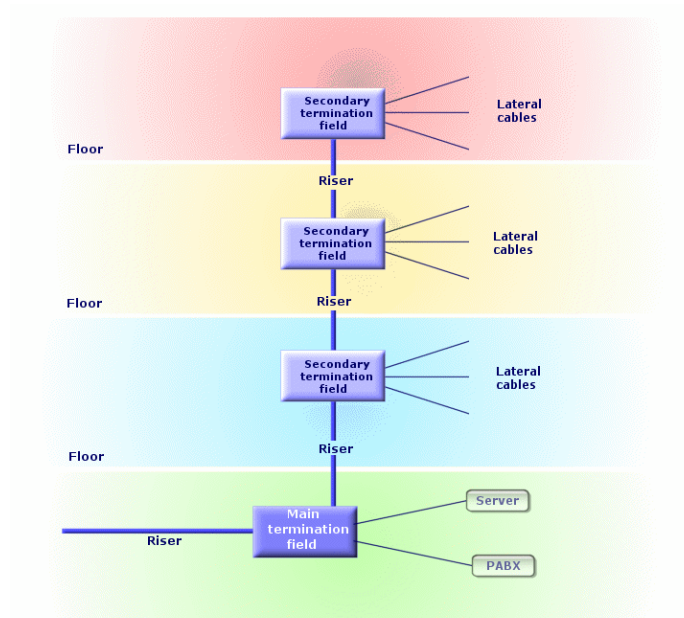 Secondary
termination
field
Lateral
cables
Floor
Riser
Secondary
termination
field
Lateral
cables
Floor
Riser
Secondary
termination
field
Lateral
cables
Floor
Riser
Main
termination
field
Server
Riser
PABX